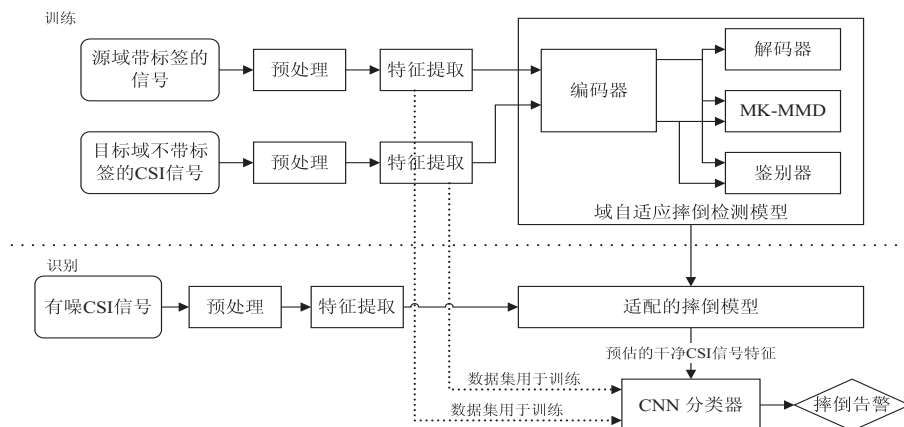 训练
源域带标签的
信号
预处理
特征提取
编码器
解码器
MK-MMD
鉴别器
目标域不带标
签的CSI信号
预处理
特征提取
域自适应摔倒检测模型
识别
有噪CSI信号
预处理
特征提取
适配的摔倒模型
预估的干净CSI信号特征
数据集用于训练
数据集用于训练
CNN 分类器
摔倒告警